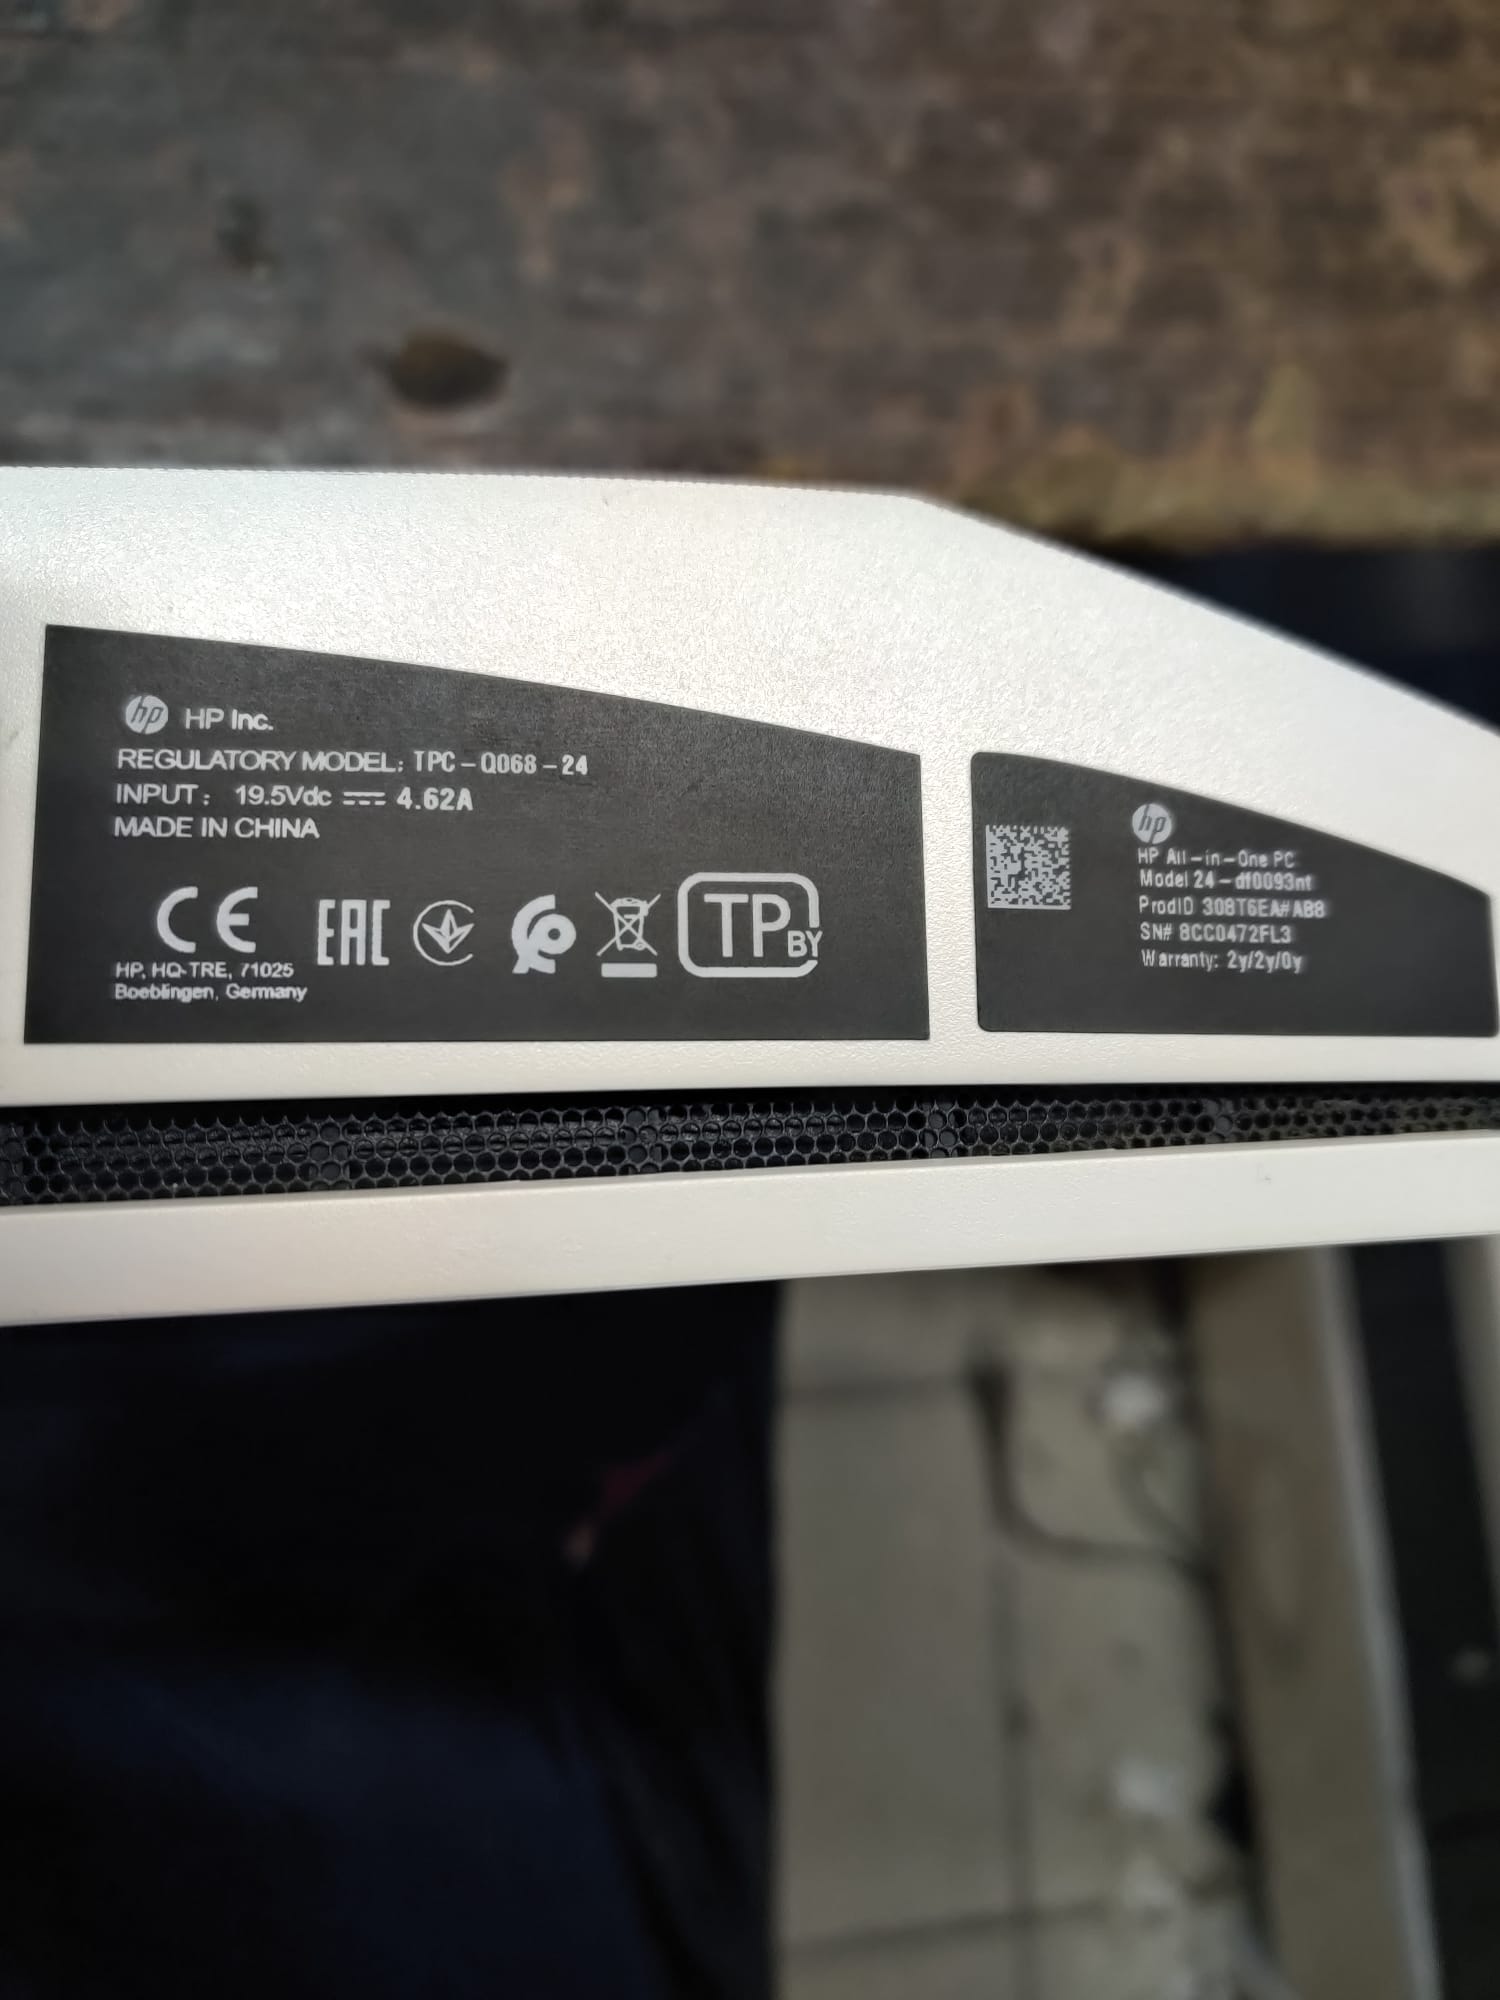 hp HP Inc.
REGULATORY MODEL: TPC-Q068-24
INPUT: 19.5Vdc ⎓ 4.62A
MADE IN CHINA
CE
HP, HQ-TRE, 71025
Boeblingen, Germany
EAC
TP BY
hp
HP All-in-One PC
Model 24-df0093nt
ProdID 308T6EA#AB8
SN# 8CC0472FL3
Warranty: 2y/2y/0y